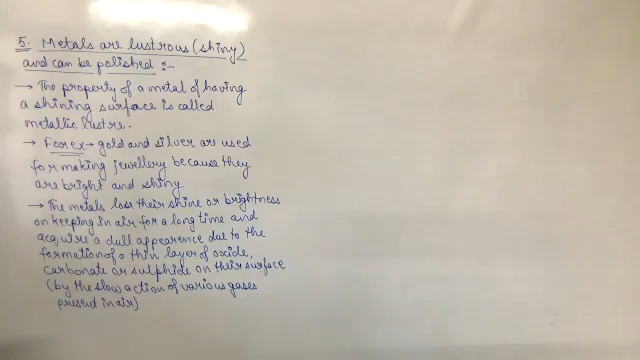 5. Metals are lustrous (shiny)
and can be polished :-
→ The property of a metal of having
a shining surface is called
metallic lustre.
→ Forex → gold and silver are used
for making jewellery because they
are bright and shiny
→ The metals lose their shine or brightness
on keeping in air for a long time and
acquire a dull appearence due to the
formation of a thin layer of oxide,
carbonate or sulphide on their surface
(by the slow action of various gases
present in air)